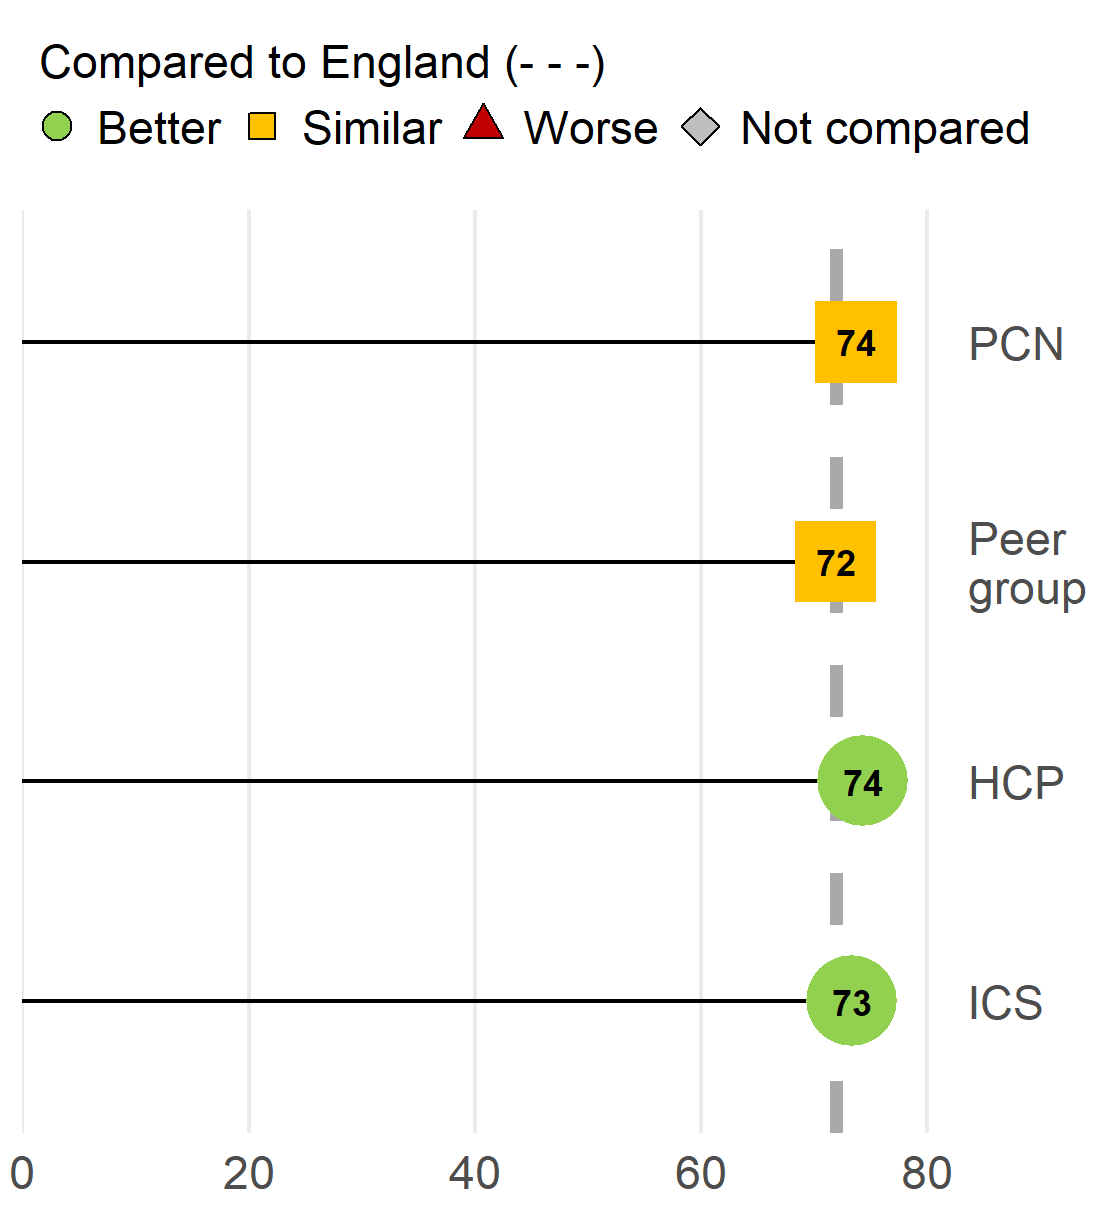 Compared to England (- - -)
Better Similar Worse Not compared
74 PCN
72 Peer
group
74 HCP
73 ICS
0 20 40 60 80